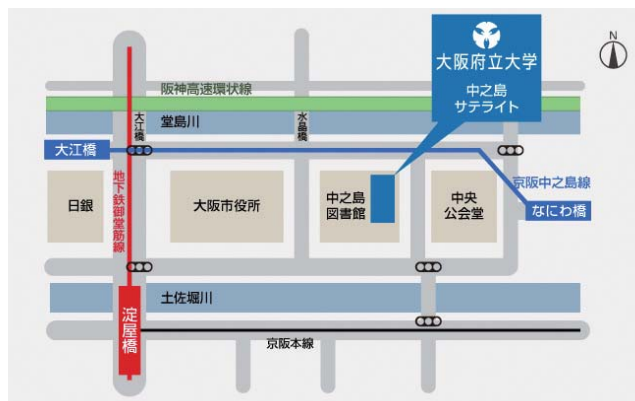 N
大阪府立大学
中之島
サテライト
阪神高速環状線
大江橋
堂島川
水晶橋
大江橋
京阪中之島線
なにわ橋
地下鉄御堂筋線
日銀
大阪市役所
中之島
図書館
中央
公会堂
土佐堀川
淀屋橋
京阪本線